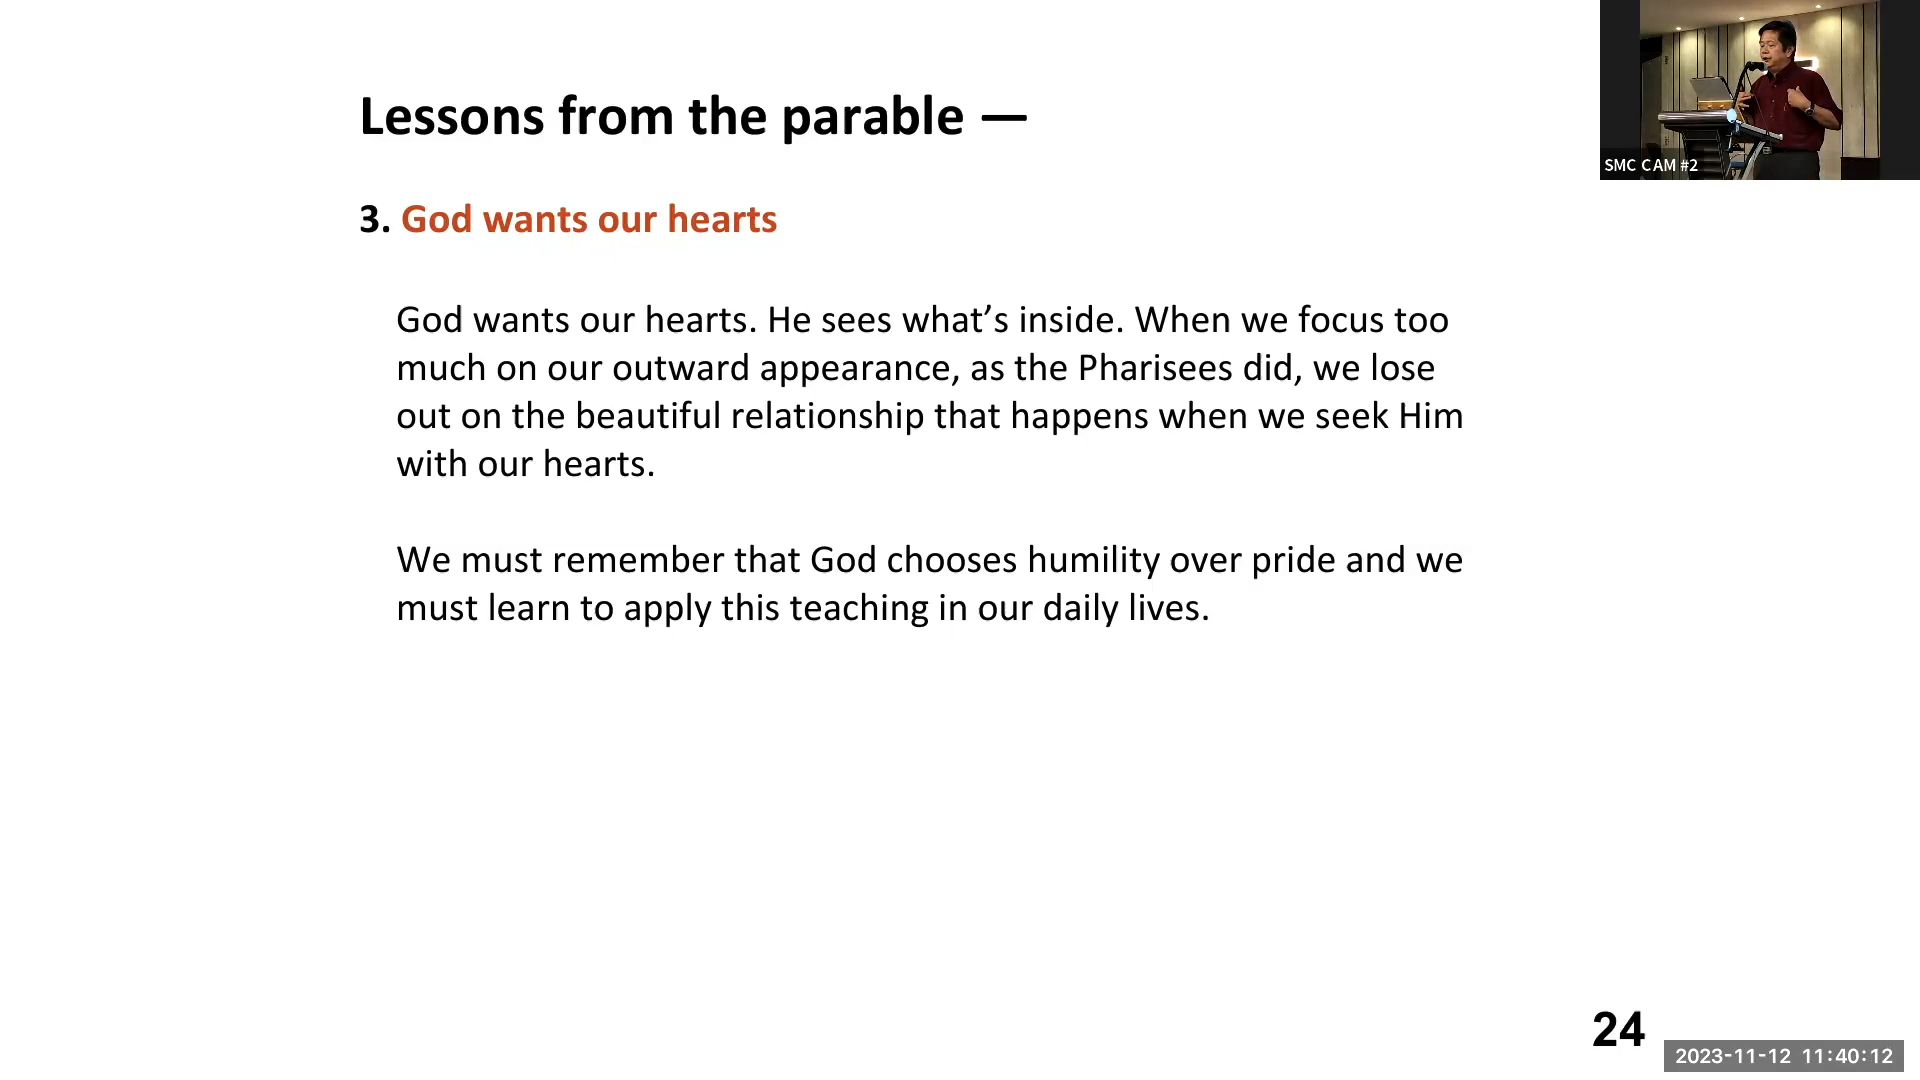 Lessons from the parable —
SMC CAM #2
3. God wants our hearts
God wants our hearts. He sees what’s inside. When we focus too
much on our outward appearance, as the Pharisees did, we lose
out on the beautiful relationship that happens when we seek Him
with our hearts.
We must remember that God chooses humility over pride and we
must learn to apply this teaching in our daily lives.
24
2023-11-12 11:40:12